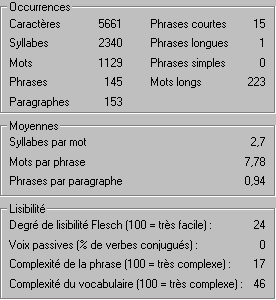 Occurrences
Caractères 5661 Phrases courtes 15
Syllabes 2340 Phrases longues 1
Mots 1129 Phrases simples 0
Phrases 145 Mots longs 223
Paragraphes 153
Moyennes
Syllabes par mot 2,7
Mots par phrase 7,78
Phrases par paragraphe 0,94
Lisibilité
Degré de lisibilité Flesch (100 = très facile) : 24
Voix passives (% de verbes conjugués) : 0
Complexité de la phrase (100 = très complexe) : 17
Complexité du vocabulaire (100 = très complexe) : 46